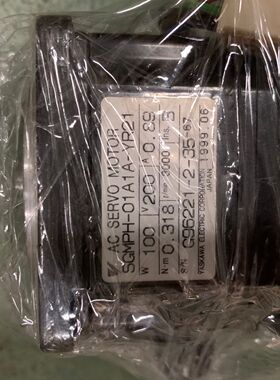 AC SERVO MOTOR
SGMPH-01A1A-YR21
W 100 V 200 A 0.89
N·m 0.318 r/min 3000 ins. B
S/N G96221-2-35-67
YASKAWA ELECTRIC CORPORATION 1999 06
JAPAN